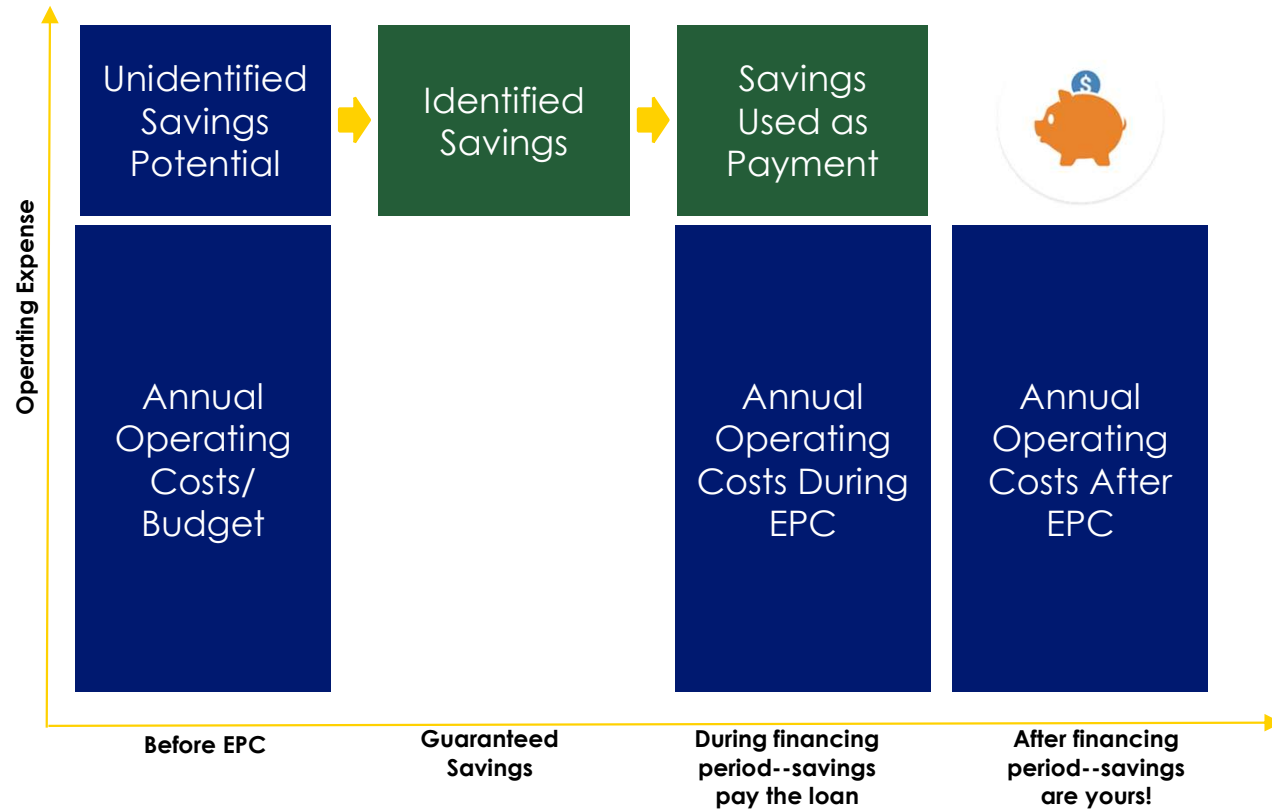 Unidentified
Savings
Potential
Identified
Savings
Savings
Used as
Payment
$
Operating Expense
Annual
Operating
Costs/
Budget
Annual
Operating
Costs During
EPC
Annual
Operating
Costs After
EPC
Before EPC
Guaranteed
Savings
During financing
period--savings
pay the loan
After financing
period--savings
are yours!